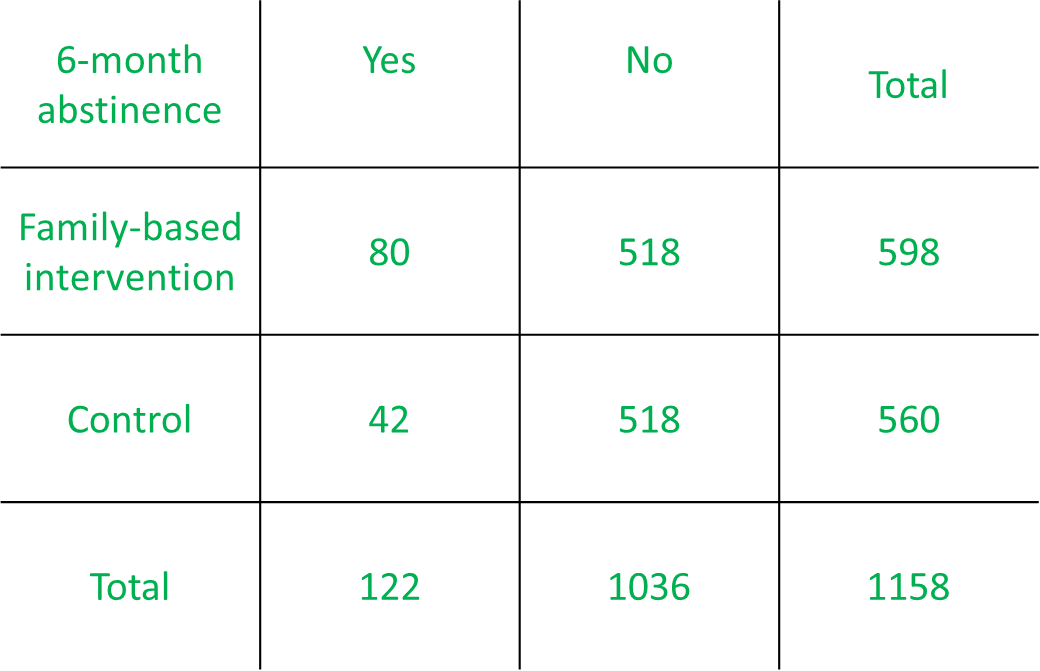 6-month
abstinence
Yes
No
Total
Family-based
intervention
80
518
598
Control
42
518
560
Total
122
1036
1158